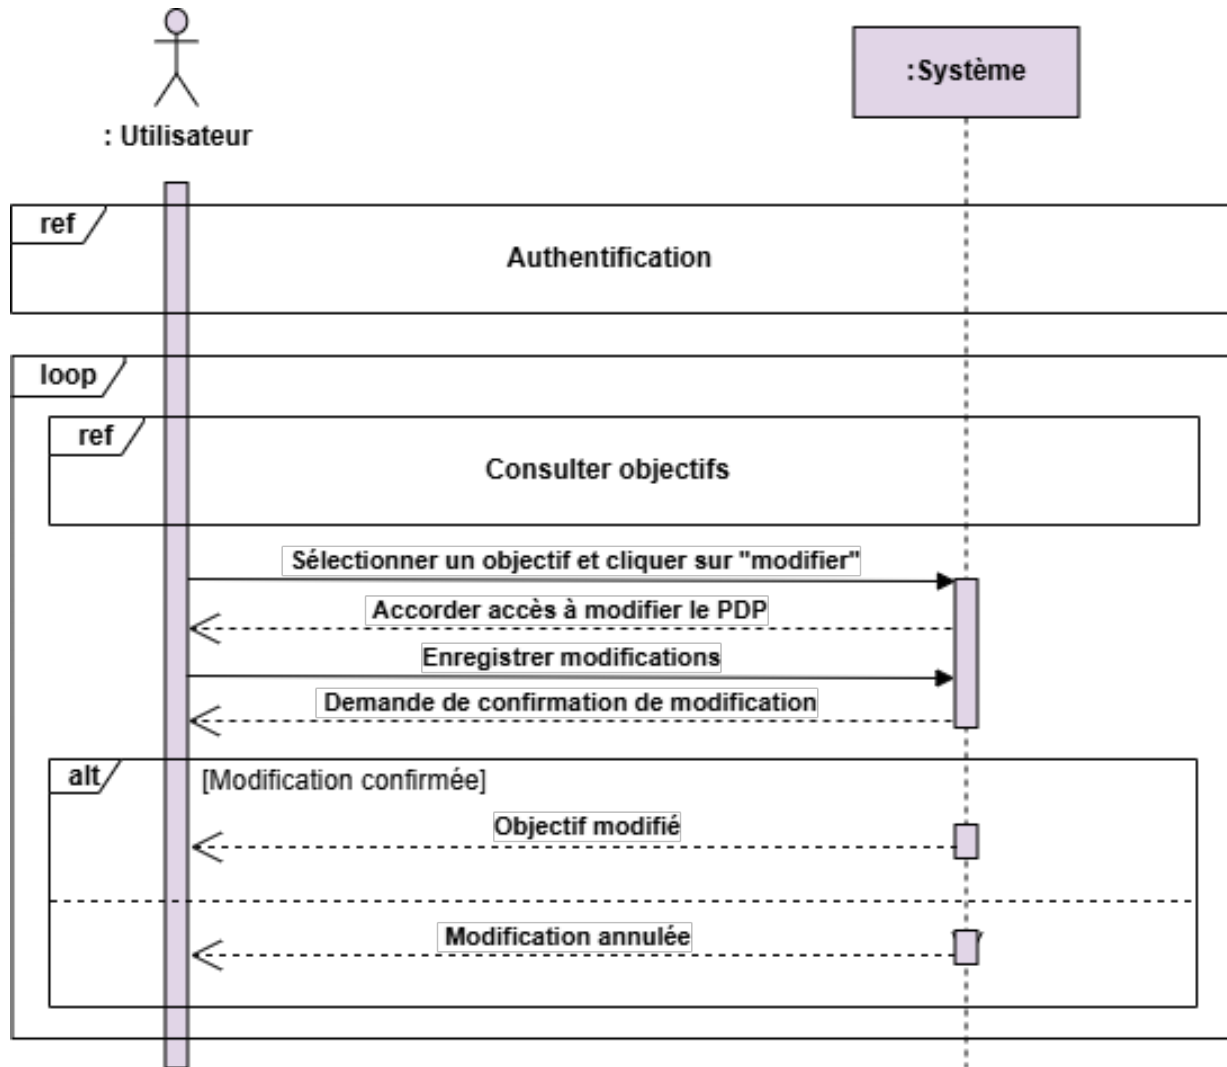 :Système
: Utilisateur
ref
Authentification
loop
ref
Consulter objectifs
Sélectionner un objectif et cliquer sur "modifier"
Accorder accès à modifier le PDP
Enregistrer modifications
Demande de confirmation de modification
alt
[Modification confirmée]
Objectif modifié
Modification annulée